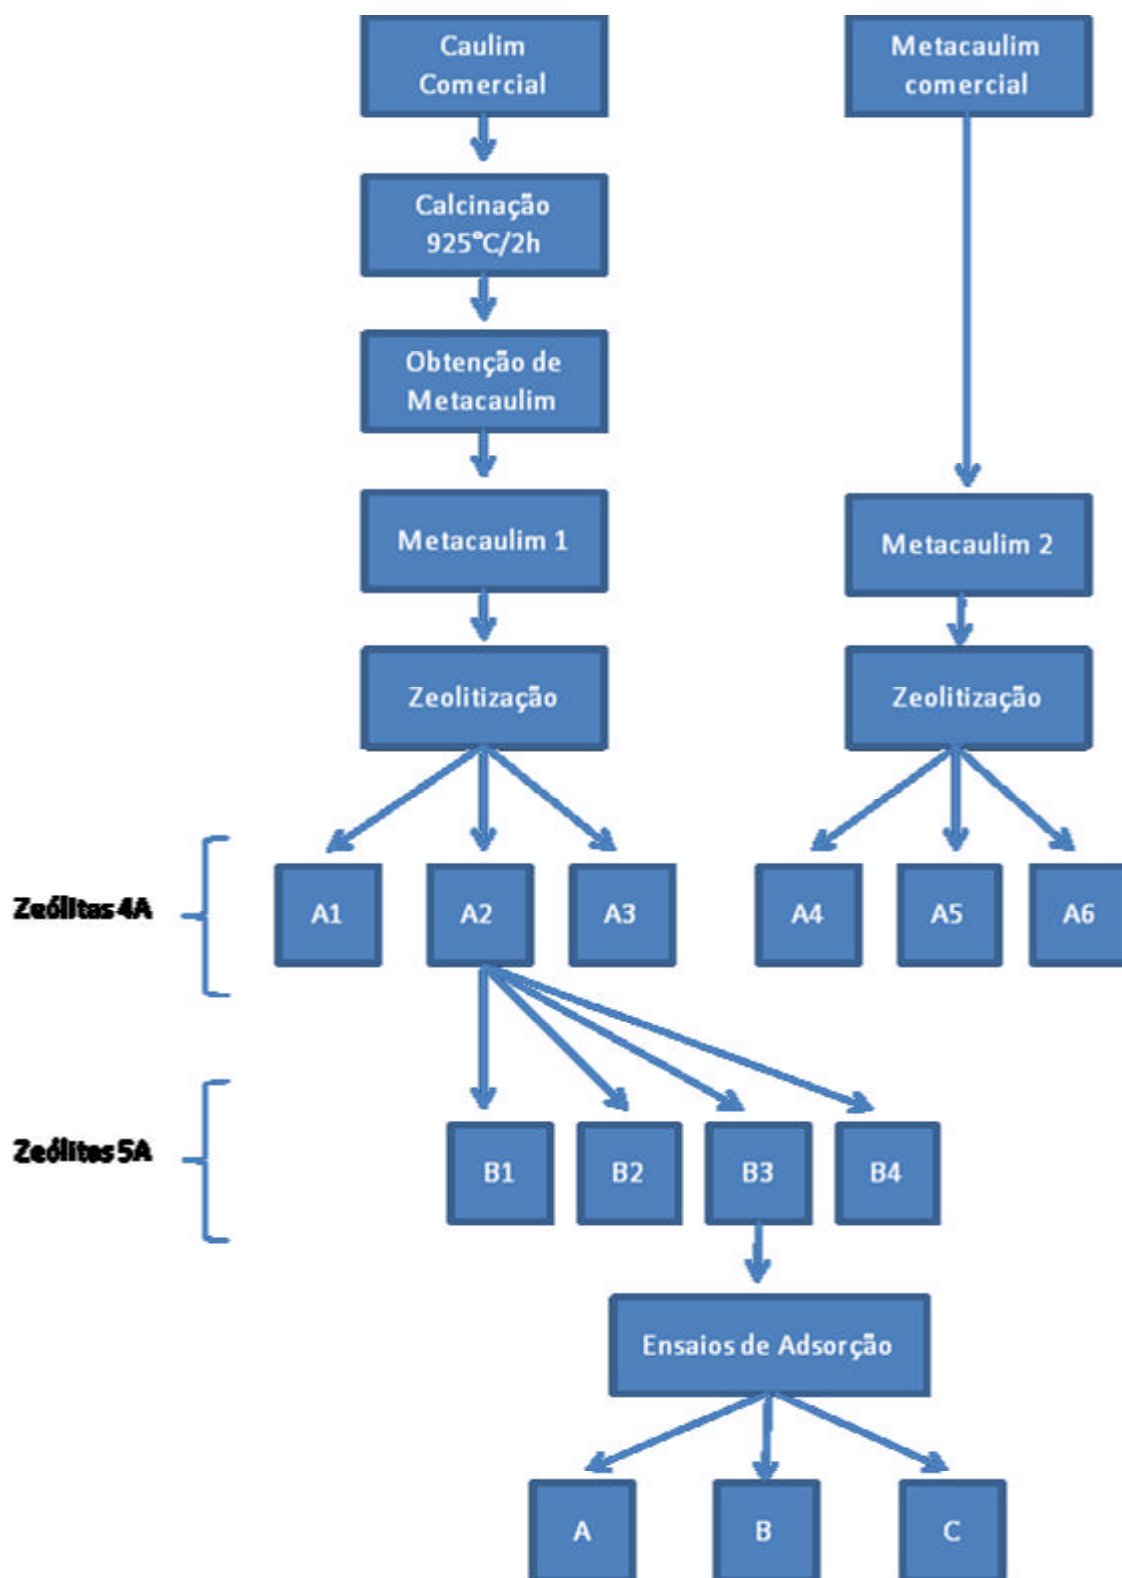 Caulim
Comercial
Metacaulim
comercial
Calcinação
925°C/2h
Obtenção de
Metacaulim
Metacaulim 1
Metacaulim 2
Zeolitização
Zeolitização
Zeólitas 4A
A1
A2
A3
A4
A5
A6
Zeólitas 5A
B1
B2
B3
B4
Ensaios de Adsorção
A
B
C